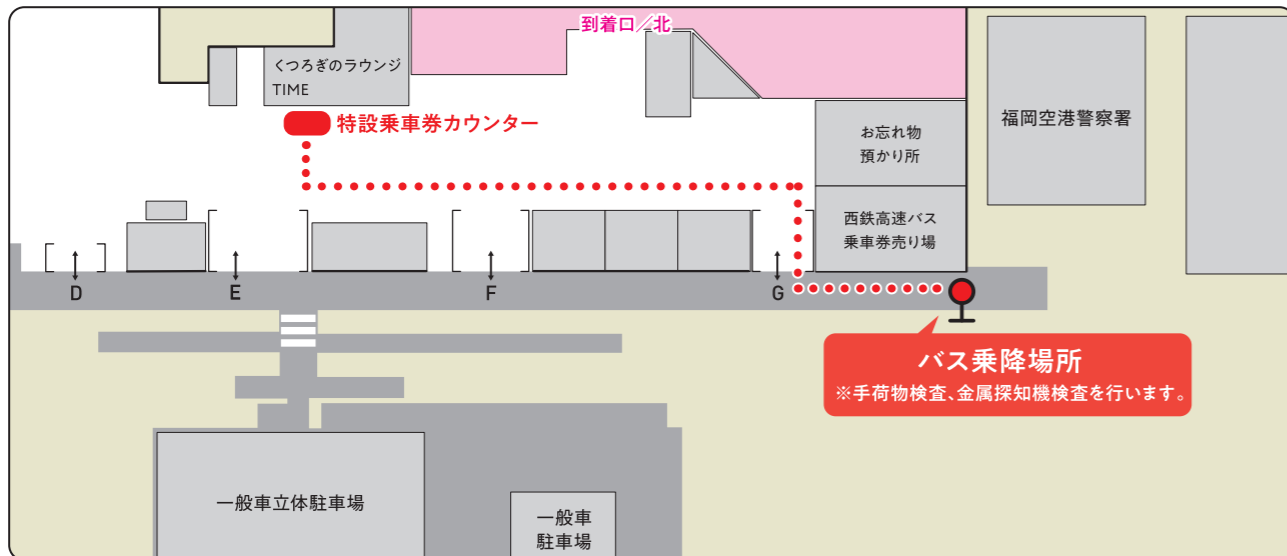 到着口／北
くつろぎのラウンジ
TIME
特設乗車券カウンター
お忘れ物
預かり所
福岡空港警察署
西鉄高速バス
乗車券売り場
D
E
F
G
バス乗降場所
※手荷物検査、金属探知機検査を行います。
一般車立体駐車場
一般車
駐車場